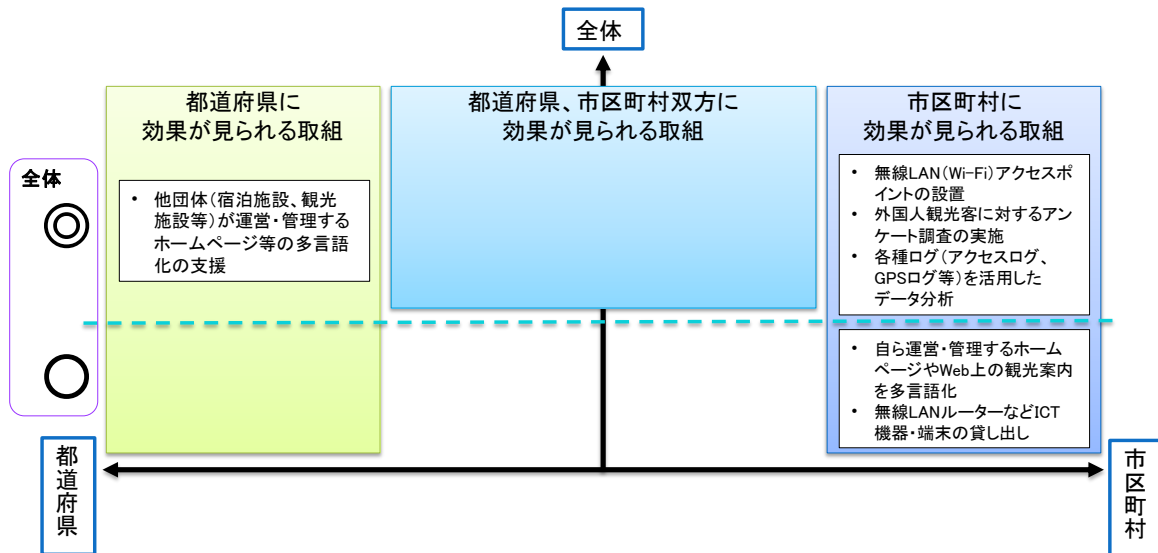 全体
都道府県に
効果が見られる取組
都道府県、市区町村双方に
効果が見られる取組
市区町村に
効果が見られる取組
全体
• 他団体(宿泊施設、観光
施設等)が運営・管理する
ホームページ等の多言語
化の支援
• 無線LAN(Wi-Fi)アクセスポ
イントの設置
• 外国人観光客に対するアン
ケート調査の実施
• 各種ログ(アクセスログ、
GPSログ等)を活用した
データ分析
• 自ら運営・管理するホーム
ページやWeb上の観光案内
を多言語化
• 無線LANルーターなどICT
機器・端末の貸し出し
都道府県
市区町村